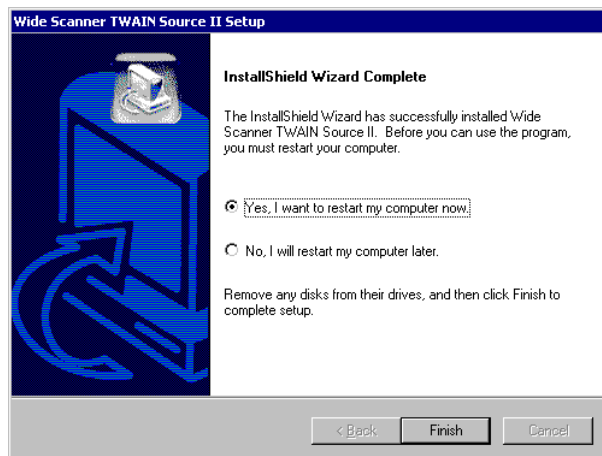 Wide Scanner TWAIN Source II Setup
InstallShield Wizard Complete
The InstallShield Wizard has successfully installed Wide
Scanner TWAIN Source II.  Before you can use the program,
you must restart your computer.
Yes, I want to restart my computer now.
No, I will restart my computer later.
Remove any disks from their drives, and then click Finish to
complete setup.
< Back
Finish
Cancel